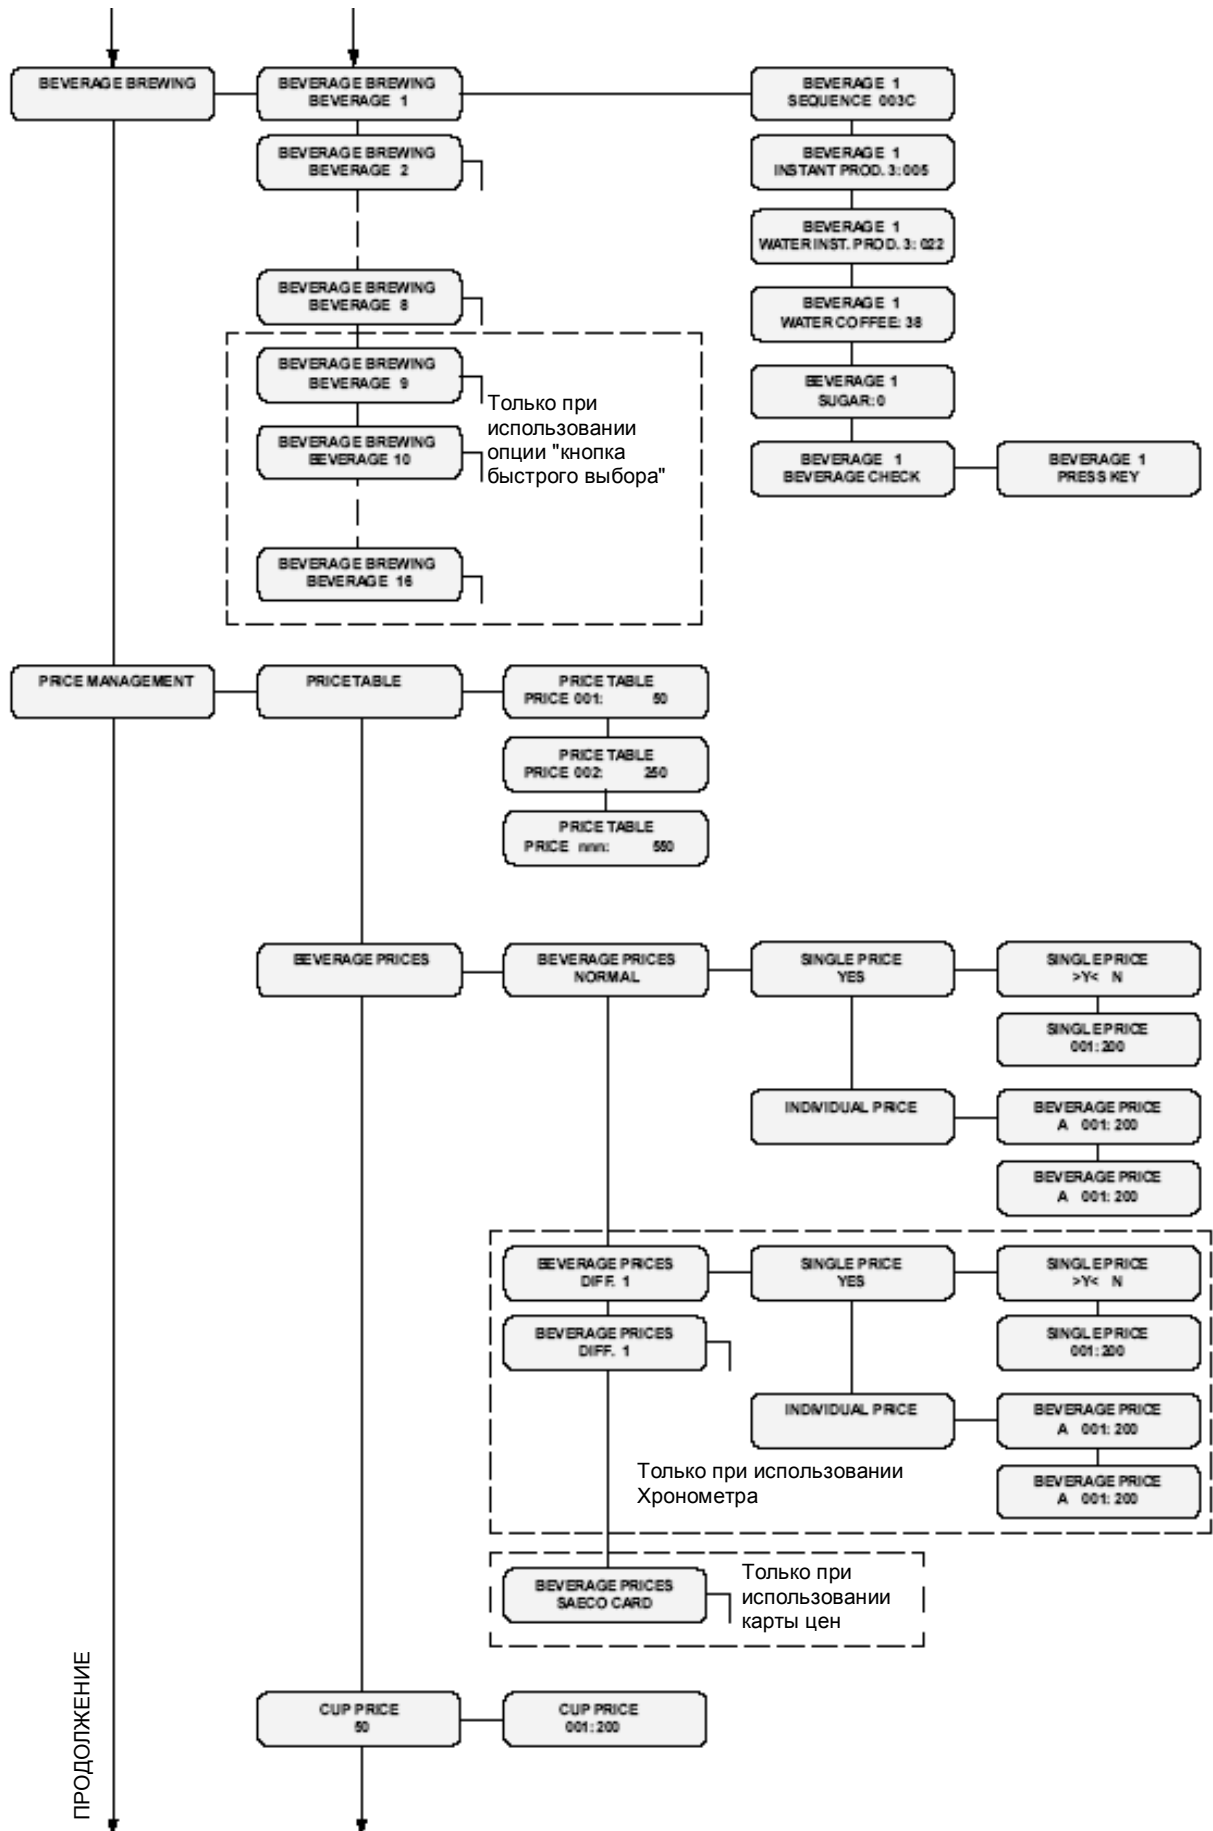 BEVERAGE BREWING
BEVERAGE BREWING
BEVERAGE 1
BEVERAGE 1
SEQUENCE 003C
BEVERAGE BREWING
BEVERAGE 2
BEVERAGE 1
INSTANT PROD. 3: 005
BEVERAGE 1
WATER INST. PROD. 3: 022
BEVERAGE BREWING
BEVERAGE 8
BEVERAGE 1
WATER COFFEE: 38
BEVERAGE BREWING
BEVERAGE 9
Только при
использовании
опции "кнопка
быстрого выбора"
BEVERAGE 1
SUGAR: 0
BEVERAGE BREWING
BEVERAGE 10
BEVERAGE 1
BEVERAGE CHECK
BEVERAGE 1
PRESS KEY
BEVERAGE BREWING
BEVERAGE 16
PRICE MANAGEMENT
PRICE TABLE
PRICE TABLE
PRICE 001: 50
PRICE TABLE
PRICE 002: 250
PRICE TABLE
PRICE nnn: 550
BEVERAGE PRICES
BEVERAGE PRICES
NORMAL
SINGLE PRICE
YES
SINGLE PRICE
>Y< N
SINGLE PRICE
001: 200
INDIVIDUAL PRICE
BEVERAGE PRICE
A 001: 200
BEVERAGE PRICE
A 001: 200
BEVERAGE PRICES
DIFF. 1
SINGLE PRICE
YES
SINGLE PRICE
>Y< N
BEVERAGE PRICES
DIFF. 1
SINGLE PRICE
001: 200
INDIVIDUAL PRICE
BEVERAGE PRICE
A 001: 200
Только при использовании
Хронометра
BEVERAGE PRICE
A 001: 200
BEVERAGE PRICES
SAECO CARD
Только при
использовании
карты цен
ПРОДОЛЖЕНИЕ
CUP PRICE
50
CUP PRICE
001: 200